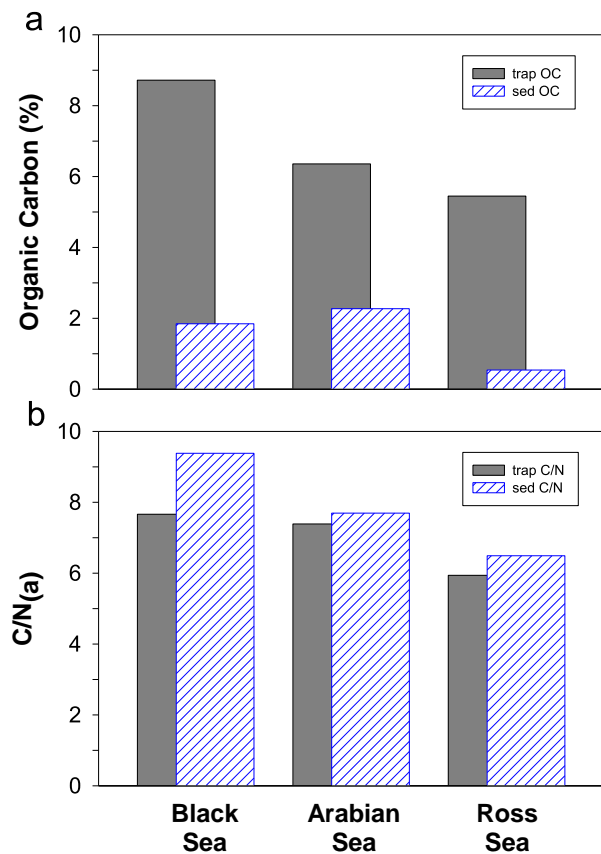 a
10
8
6
4
2
0
Organic Carbon (%)
trap OC
sed OC
b
10
8
6
4
2
0
C/N(a)
trap C/N
sed C/N
Black Sea
Arabian Sea
Ross Sea